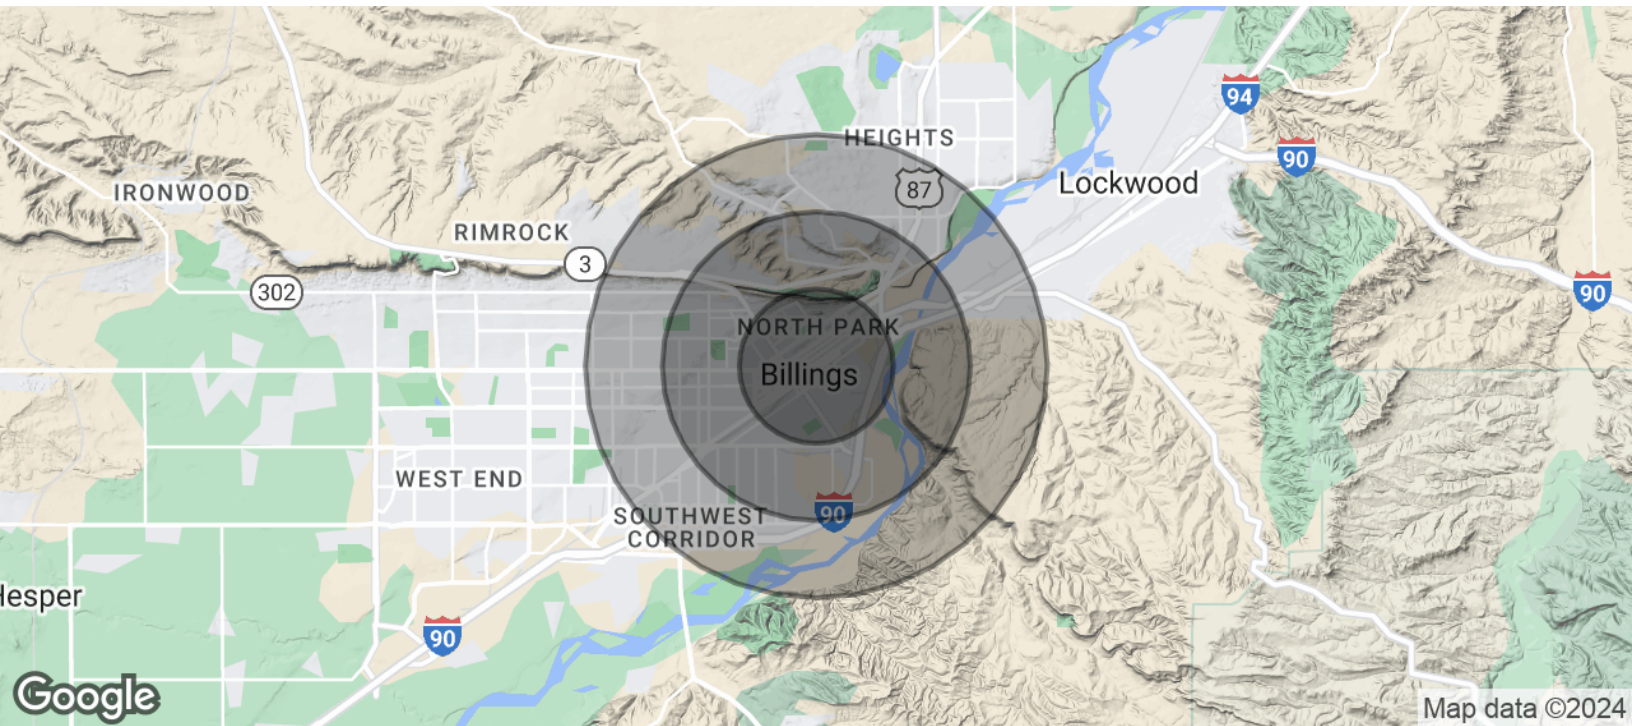 HEIGHTS
94
90
87
Lockwood
IRONWOOD
RIMROCK
3
302
90
NORTH PARK
Billings
WEST END
90
SOUTHWEST
CORRIDOR
Hesper
90
Google
Map data ©2024